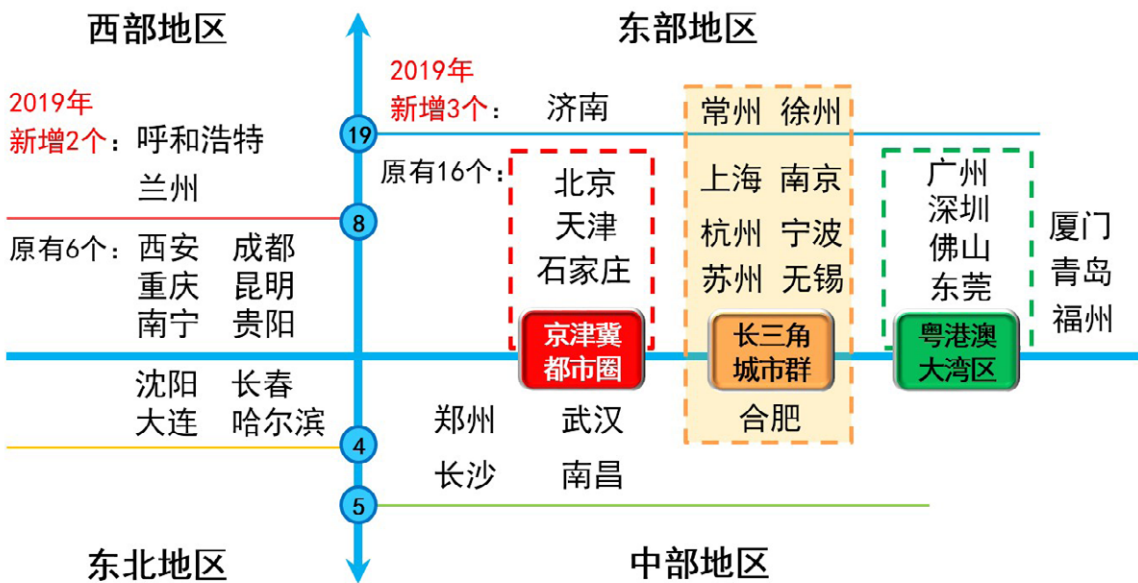 西部地区
2019年
新增2个：呼和浩特
兰州
8
原有6个：西安 成都
重庆 昆明
南宁 贵阳
东部地区
2019年
新增3个：济南 常州 徐州
19
原有16个：
北京
天津
石家庄
京津冀
都市圈
上海 南京
杭州 宁波
苏州 无锡
长三角
城市群
广州
深圳
佛山
东莞
粤港澳
大湾区
厦门
青岛
福州
沈阳 长春
大连 哈尔滨
4
东北地区
郑州 武汉 合肥
长沙 南昌
5
中部地区